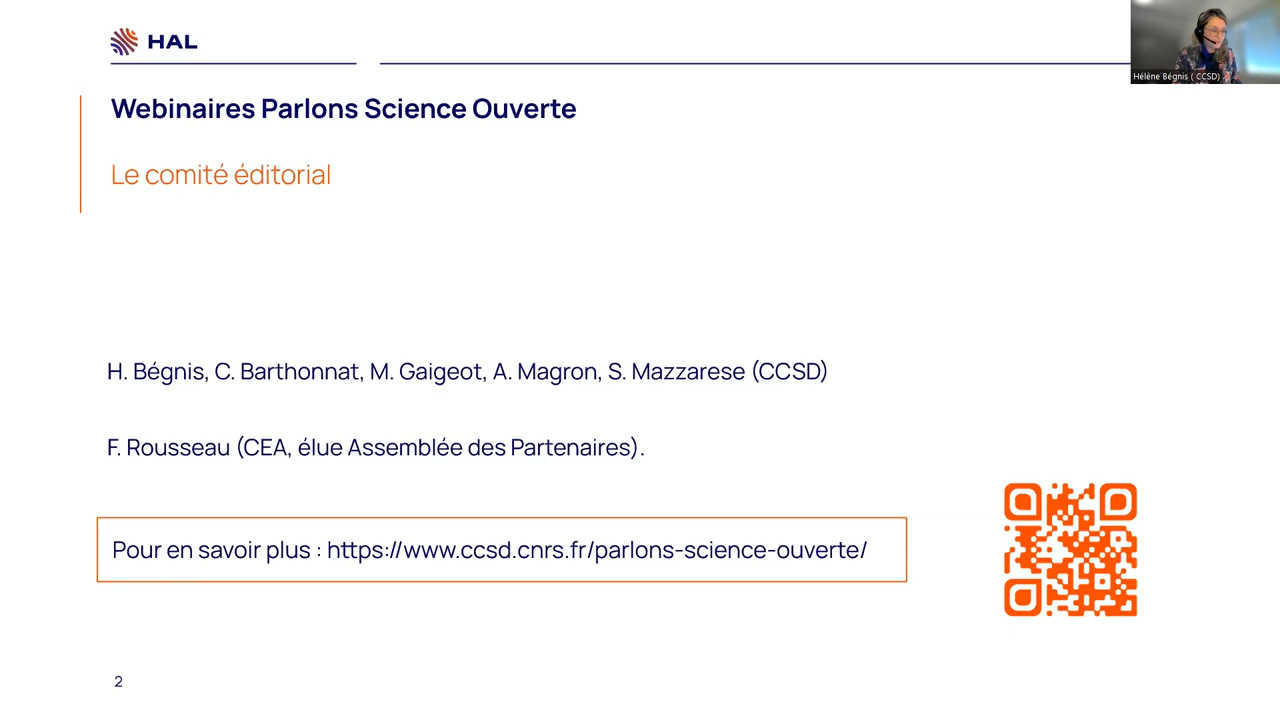 HAL
Hélène Bégnis ( CCSD)
Webinaires Parlons Science Ouverte
Le comité éditorial
H. Bégnis, C. Barthonnat, M. Gaigeot, A. Magron, S. Mazzarese (CCSD)
F. Rousseau (CEA, élue Assemblée des Partenaires).
Pour en savoir plus : https://www.ccsd.cnrs.fr/parlons-science-ouverte/
2